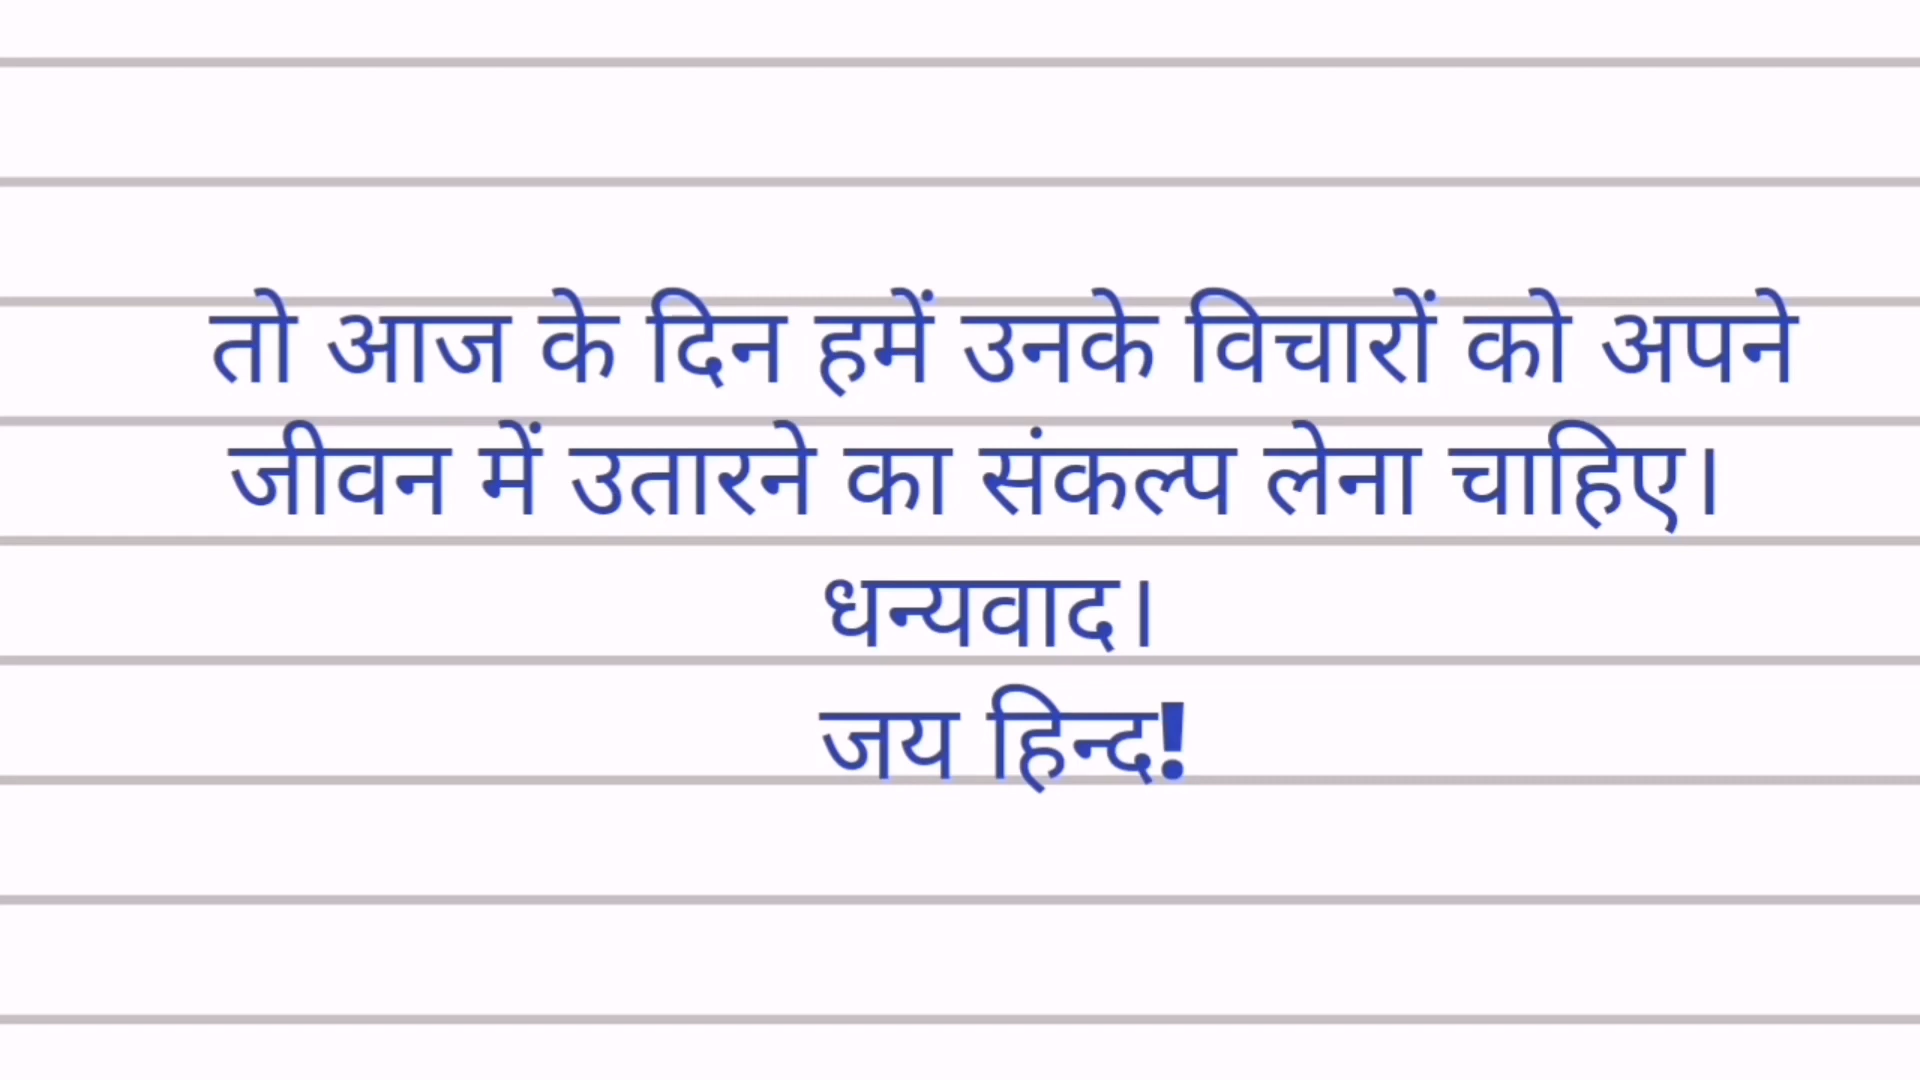 तो आज के दिन हमें उनके विचारों को अपने
जीवन में उतारने का संकल्प लेना चाहिए।
धन्यवाद।
जय हिन्द!